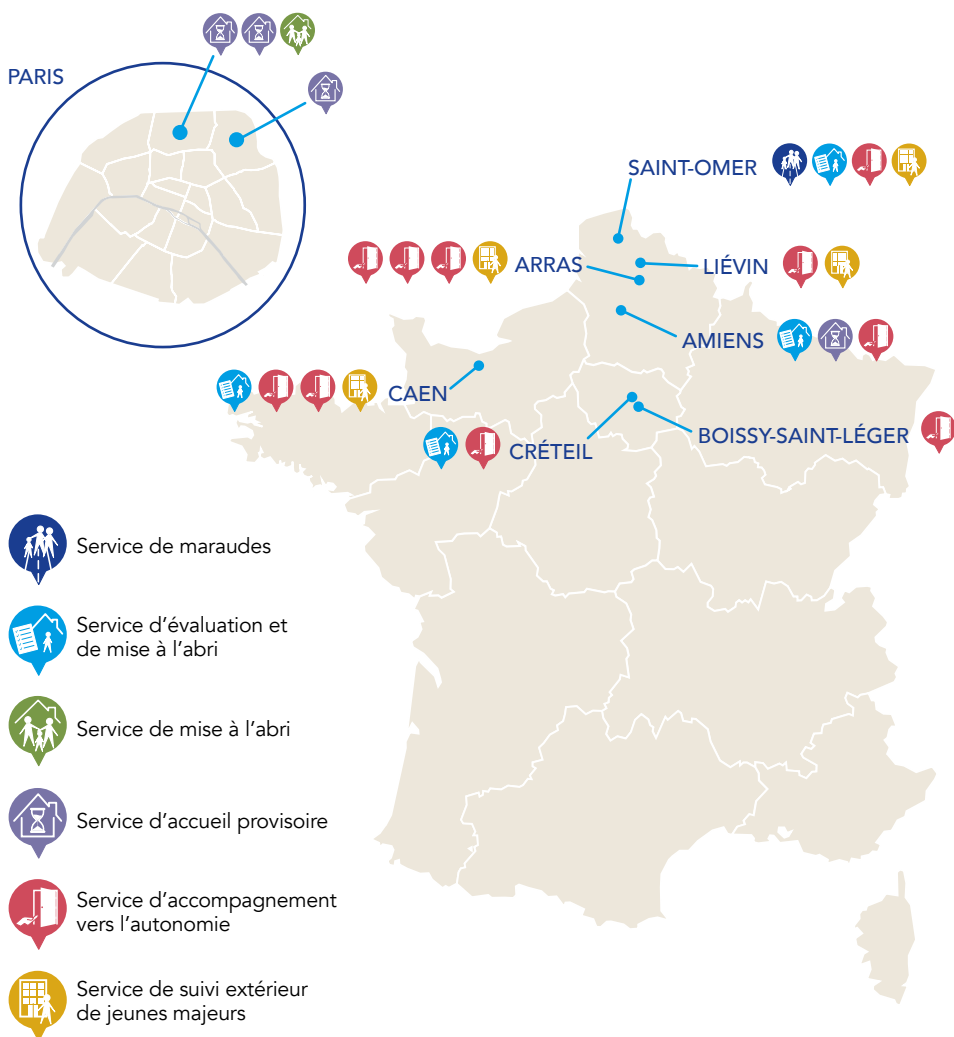 PARIS
SAINT-OMER
ARRAS
LIÉVIN
AMIENS
CAEN
BOISSY-SAINT-LÉGER
CRÉTEIL
Service de maraudes
Service d'évaluation et
de mise à l'abri
Service de mise à l'abri
Service d'accueil provisoire
Service d'accompagnement
vers l'autonomie
Service de suivi extérieur
de jeunes majeurs